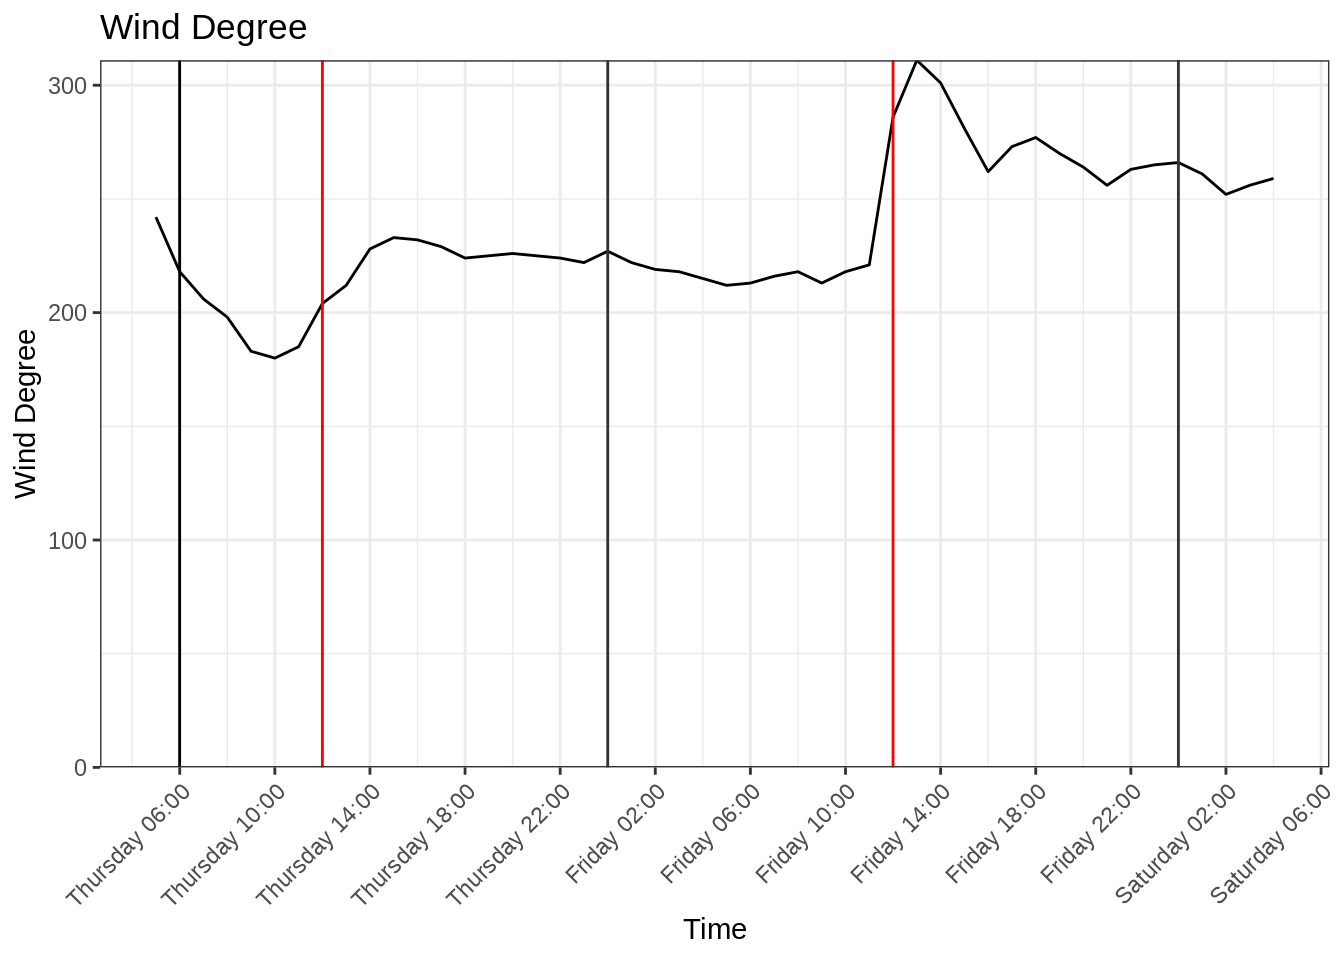 Wind Degree
Wind Degree
300
200
100
0
Thursday 06:00
Thursday 10:00
Thursday 14:00
Thursday 18:00
Thursday 22:00
Friday 02:00
Friday 06:00
Friday 10:00
Friday 14:00
Friday 18:00
Friday 22:00
Saturday 02:00
Saturday 06:00
Time